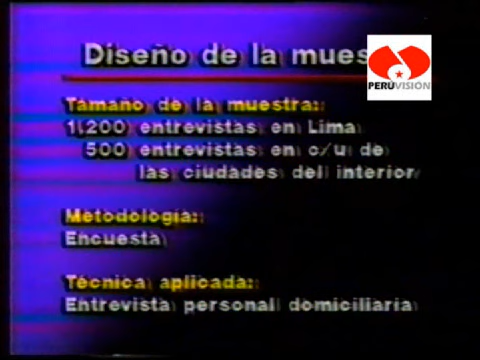 Diseño de la mues
PERÚVISIÓN
Tamaño de la muestra:
1,200 entrevistas en Lima
500 entrevistas en c/u de
las ciudades del interior
Metodología:
Encuesta
Técnica aplicada:
Entrevista personal domiciliaria